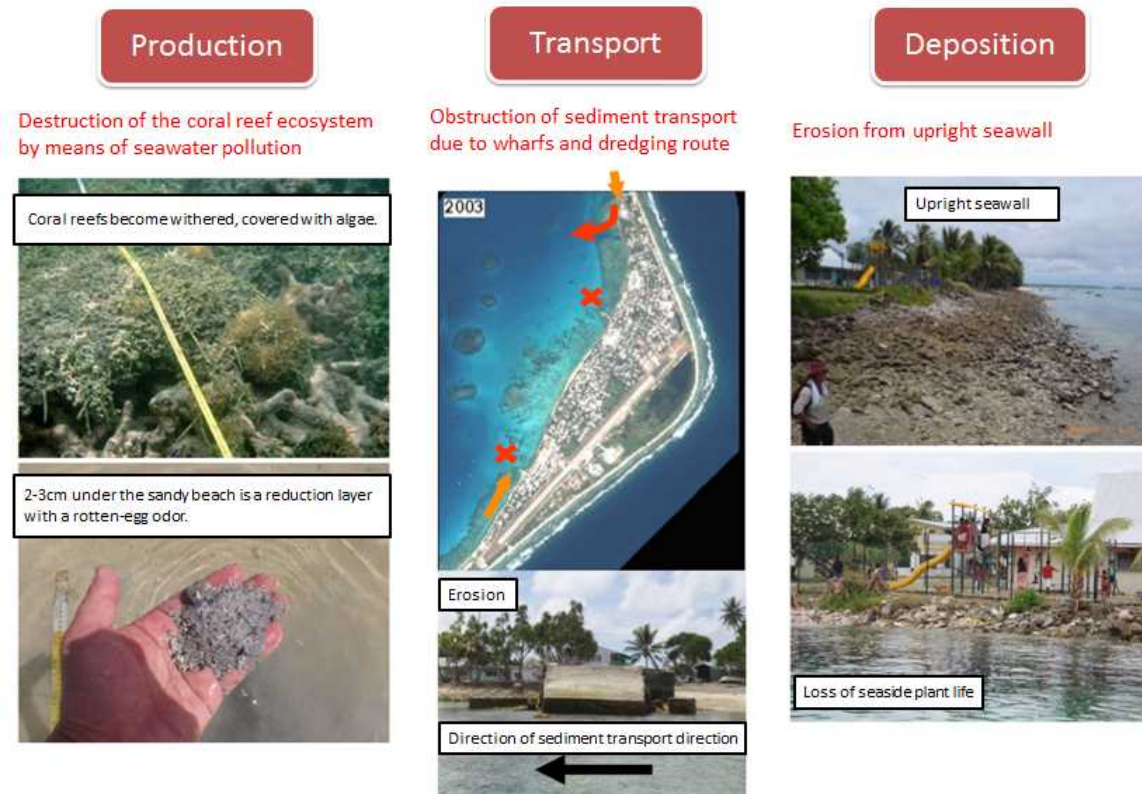 Production
Destruction of the coral reef ecosystem
by means of seawater pollution
Coral reefs become withered, covered with algae.
2-3cm under the sandy beach is a reduction layer
with a rotten-egg odor.
Transport
Obstruction of sediment transport
due to wharfs and dredging route
2003
Erosion
Direction of sediment transport direction
Deposition
Erosion from upright seawall
Upright seawall
Loss of seaside plant life